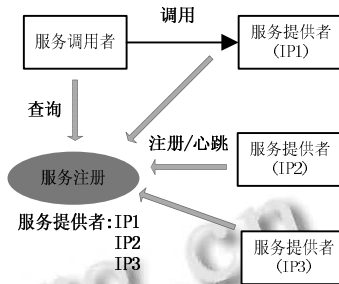 调用
服务调用者
服务提供者
(IP1)
查询
注册/心跳
服务提供者
(IP2)
服务注册
服务提供者:IP1
IP2
IP3
服务提供者
(IP3)